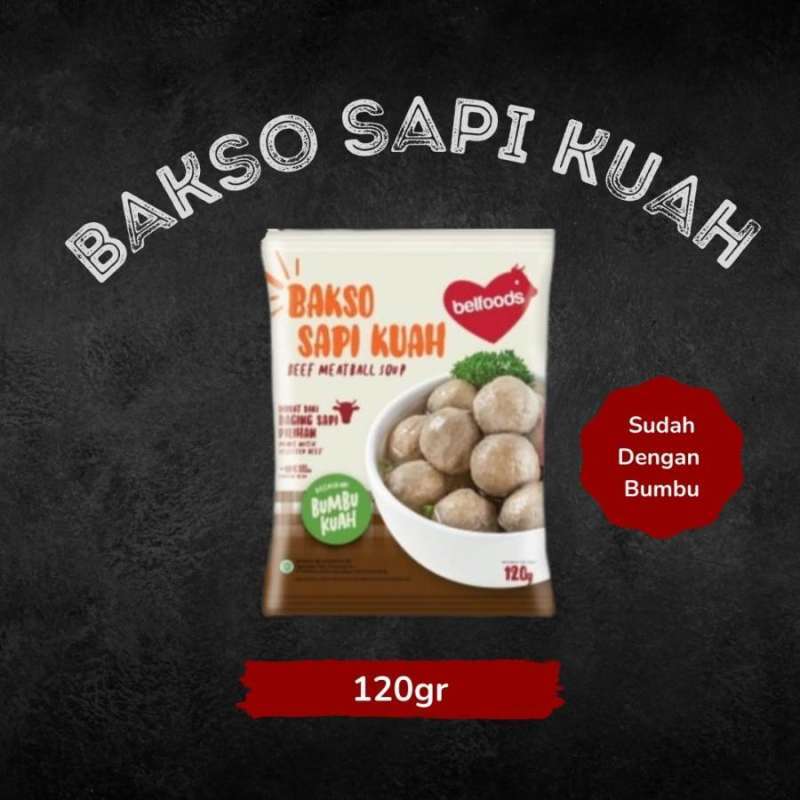 BAKSO SAPI KUAH
belfoods
BAKSO
SAPI KUAH
BEEF MEATBALL SOUP
DAGING SAPI
PILIHAN
BUMBU
KUAH
120g
Sudah
Dengan
Bumbu
120gr